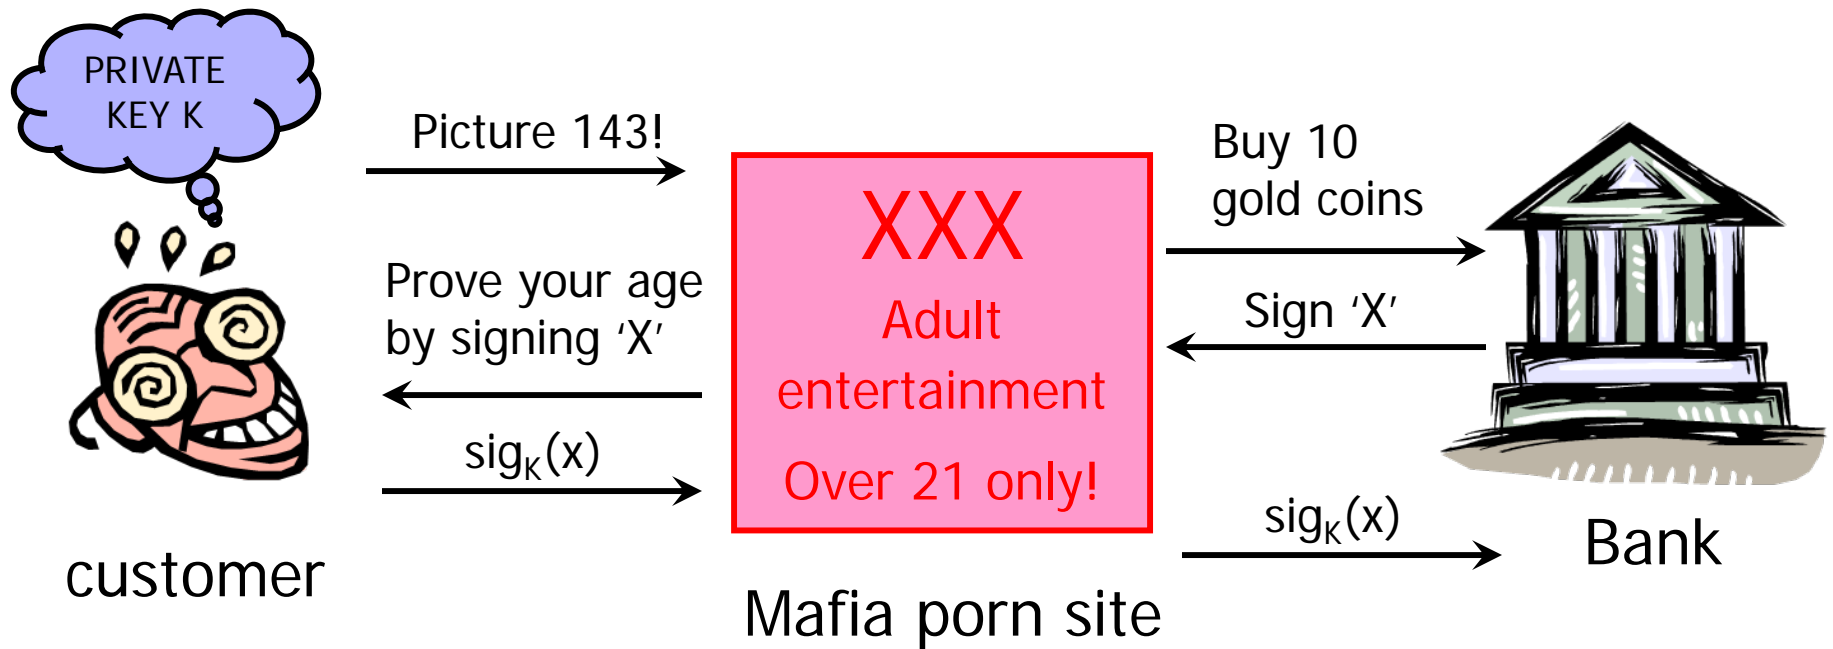 PRIVATE
KEY K
Picture 143!
Prove your age
by signing ‘X’
sigK(x)
customer
XXX
Adult
entertainment
Over 21 only!
Mafia porn site
Buy 10
gold coins
Sign ‘X’
sigK(x)
Bank